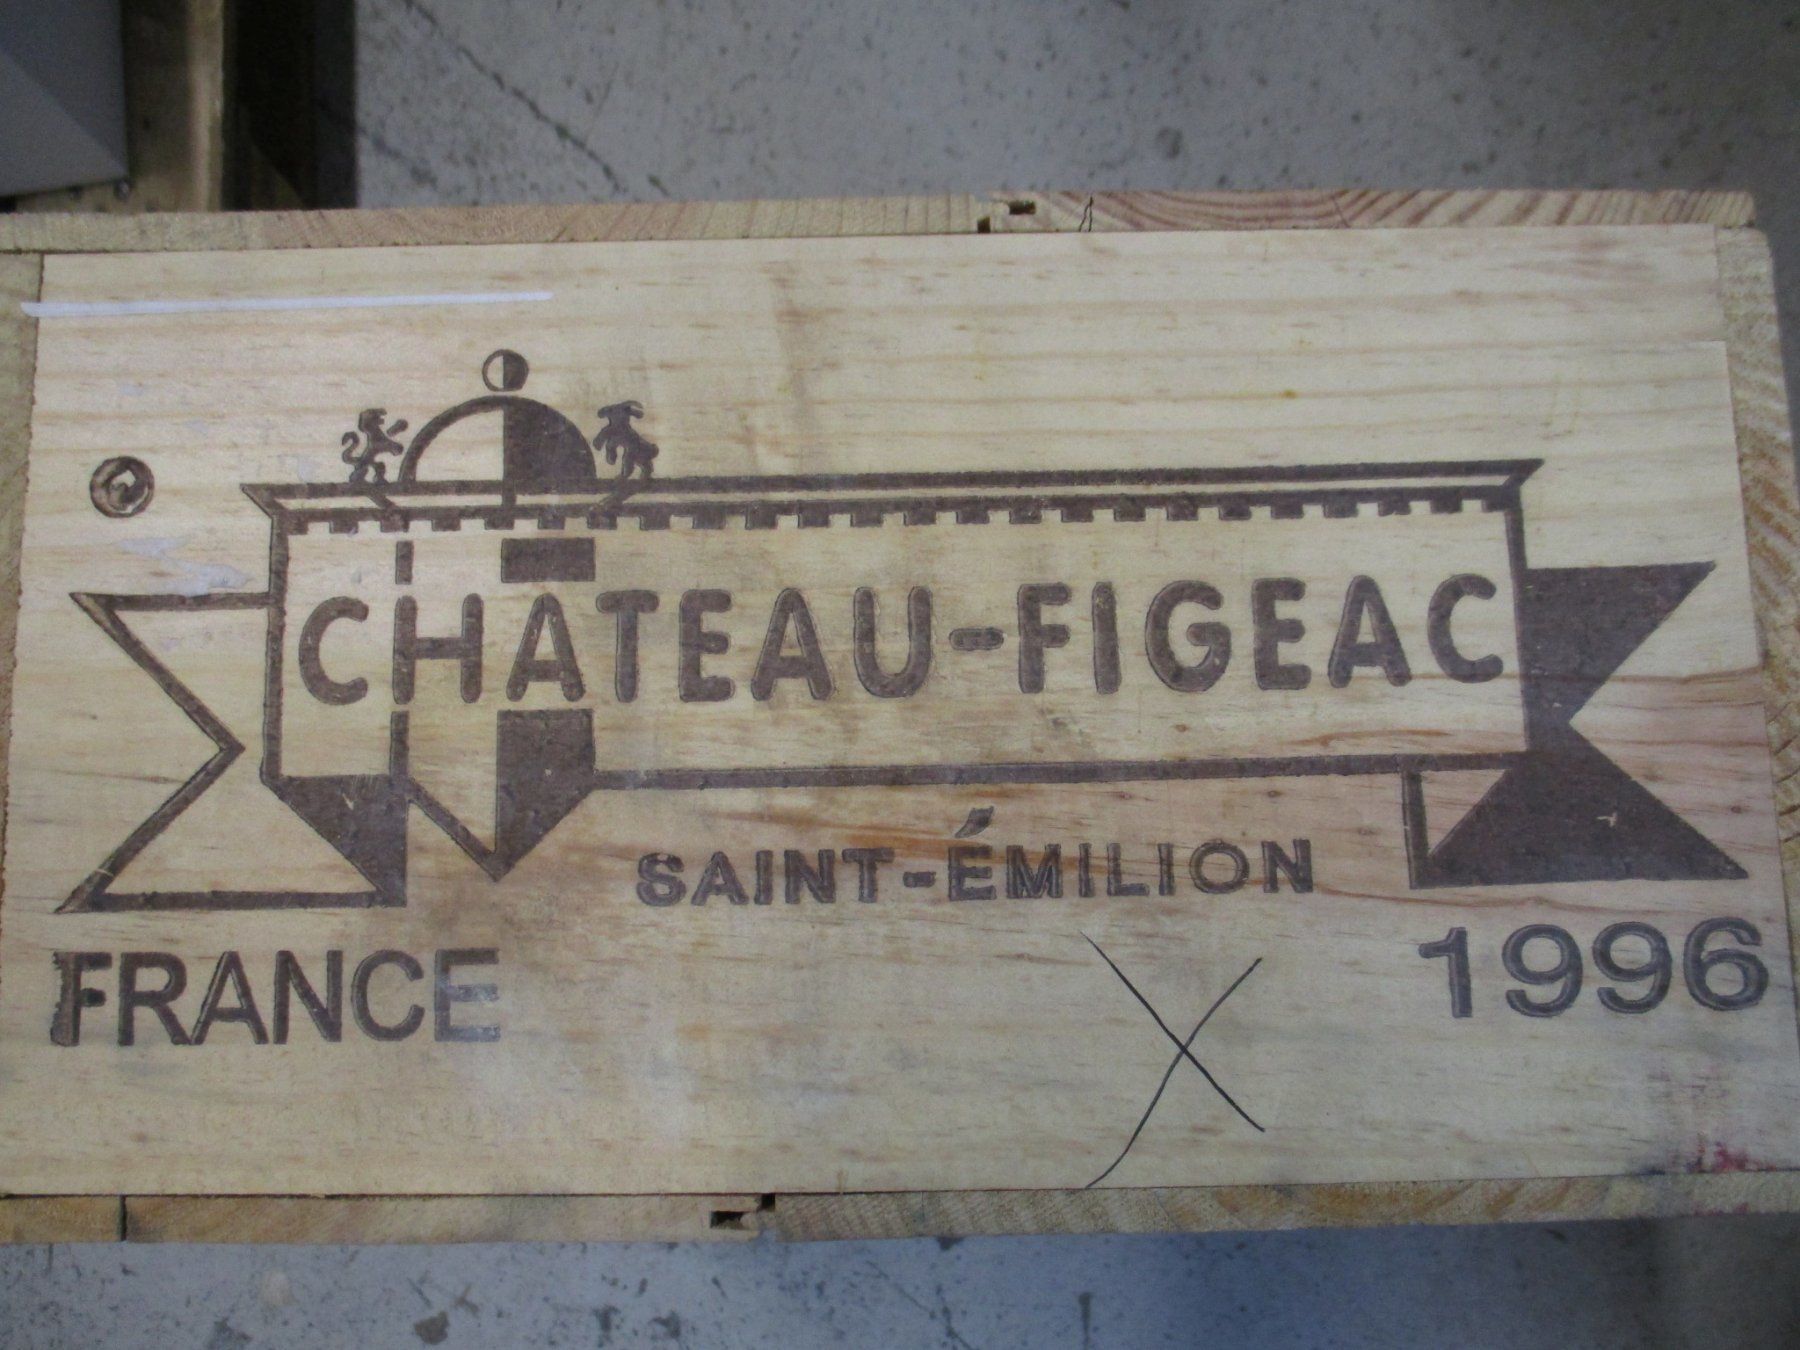 CHATEAU-FIGEAC
SAINT-ÉMILION
FRANCE
1996
X